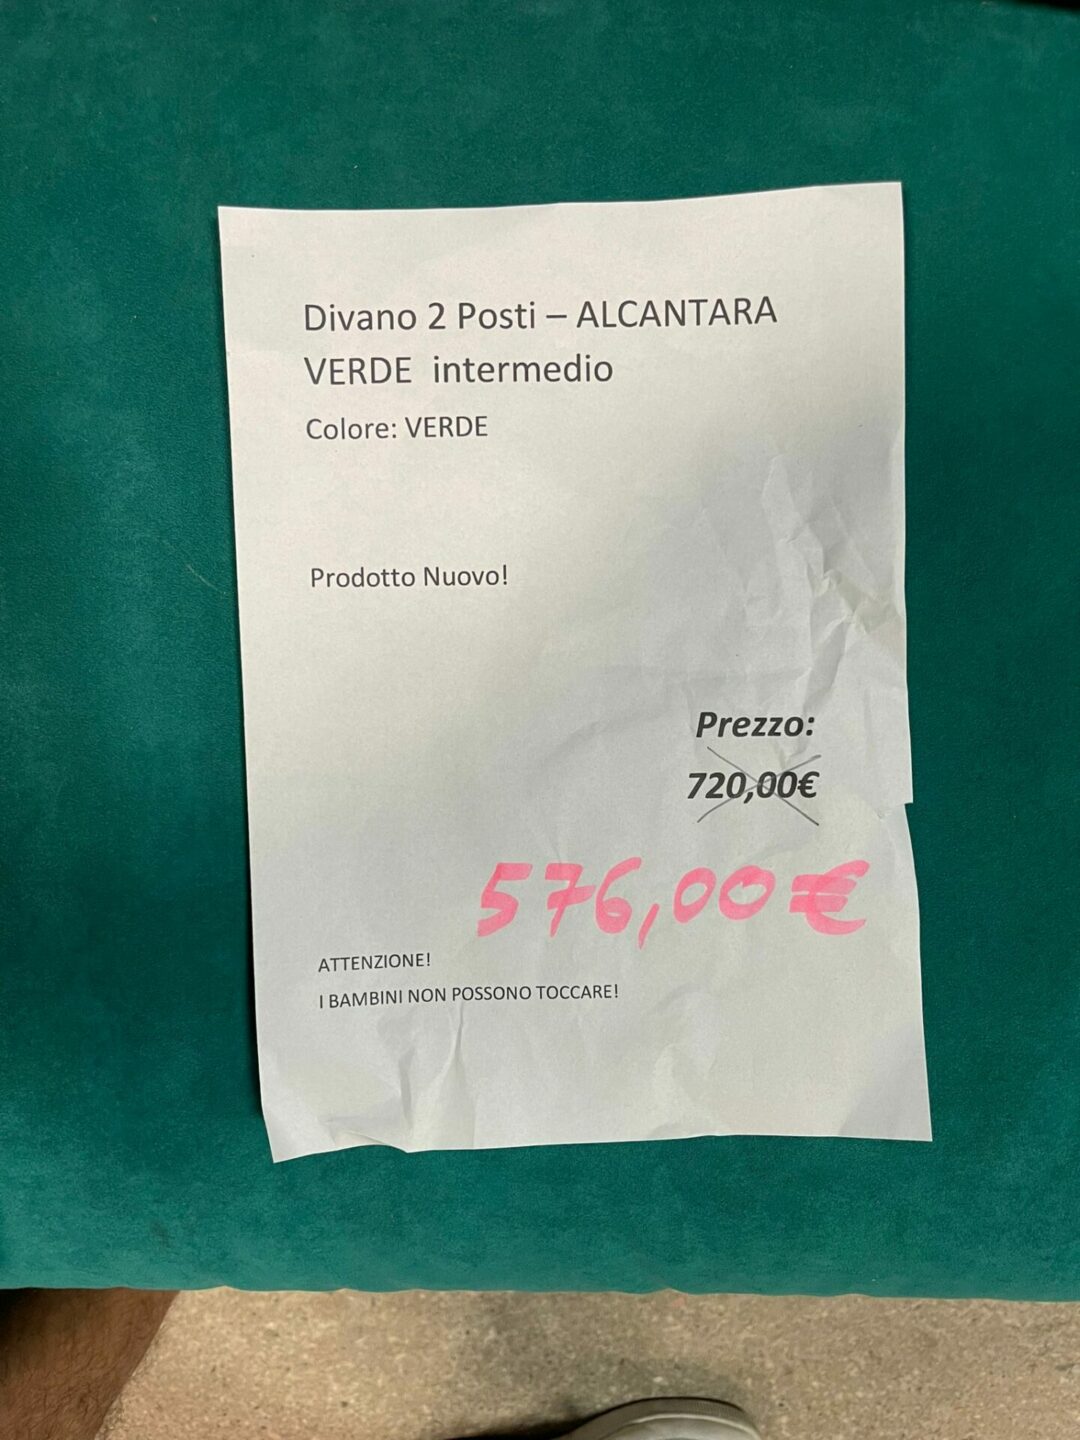 Divano 2 Posti – ALCANTARA
VERDE intermedio
Colore: VERDE
Prodotto Nuovo!
Prezzo:
720,00€
576,00€
ATTENZIONE!
I BAMBINI NON POSSONO TOCCARE!